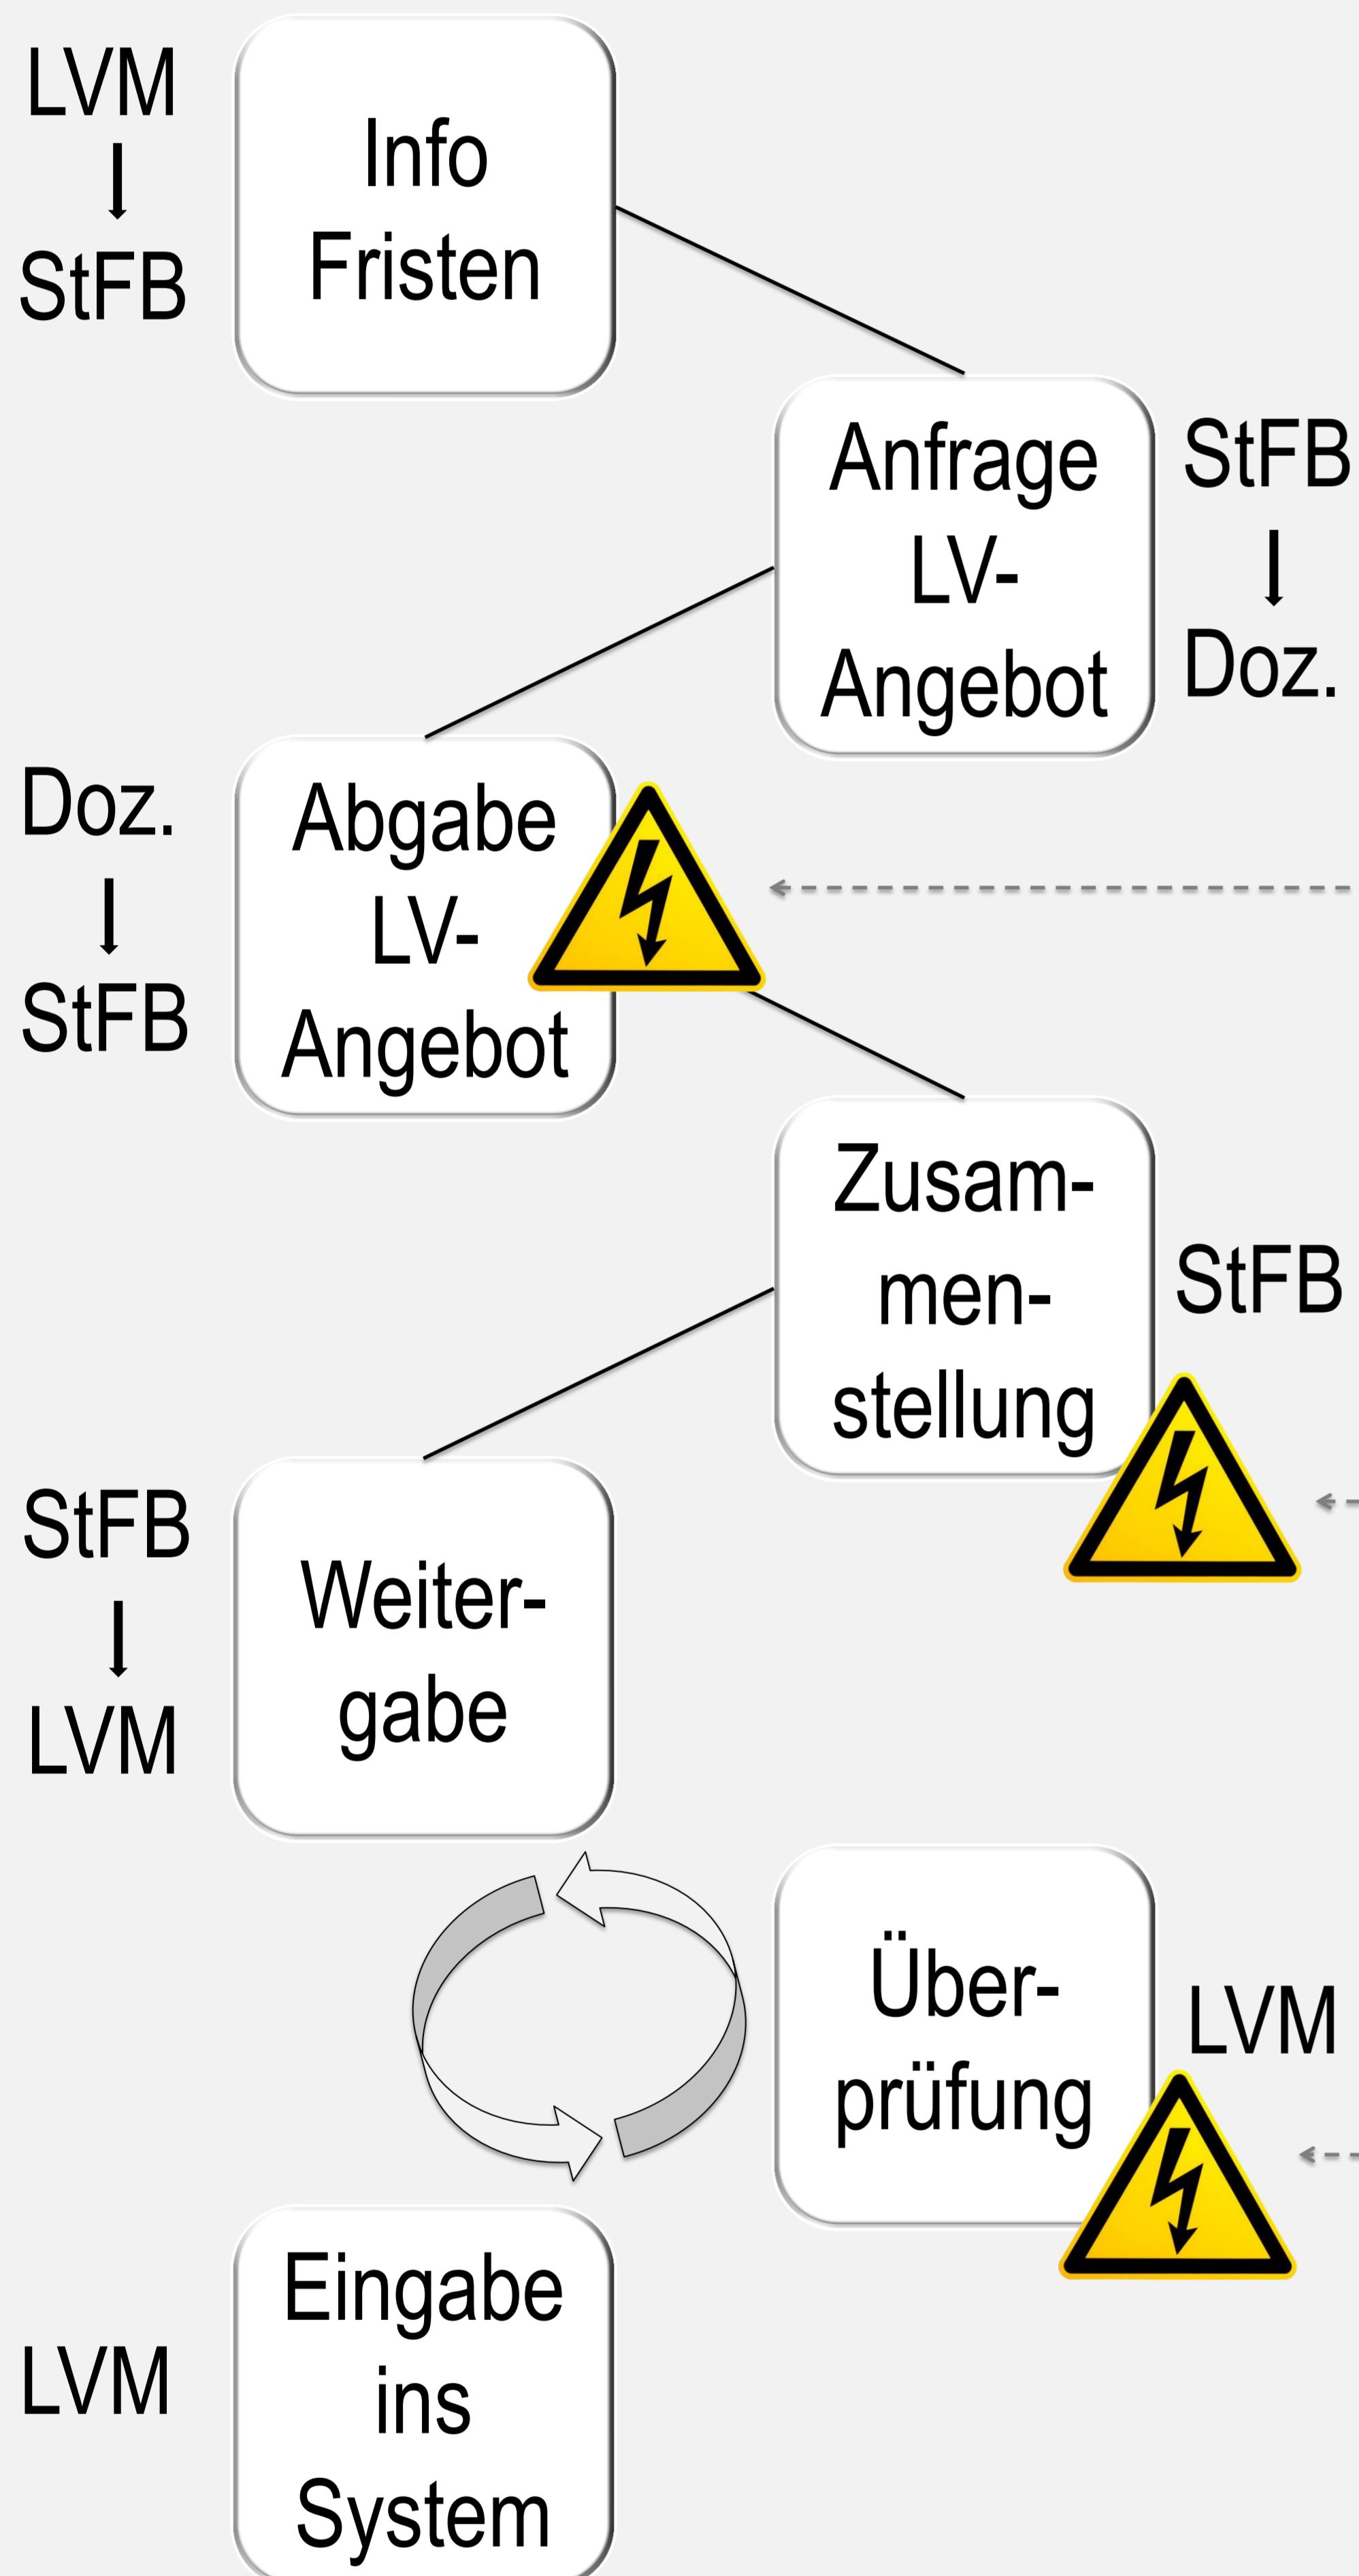 LVM
StFB
Info
Fristen
Anfrage
LV-
Angebot
StFB
Doz.
Doz.
StFB
Abgabe
LV-
Angebot
Zusam-
men-
stellung
StFB
StFB
LVM
Weiter-
gabe
Über-
prüfung
LVM
LVM
Eingabe
ins
System